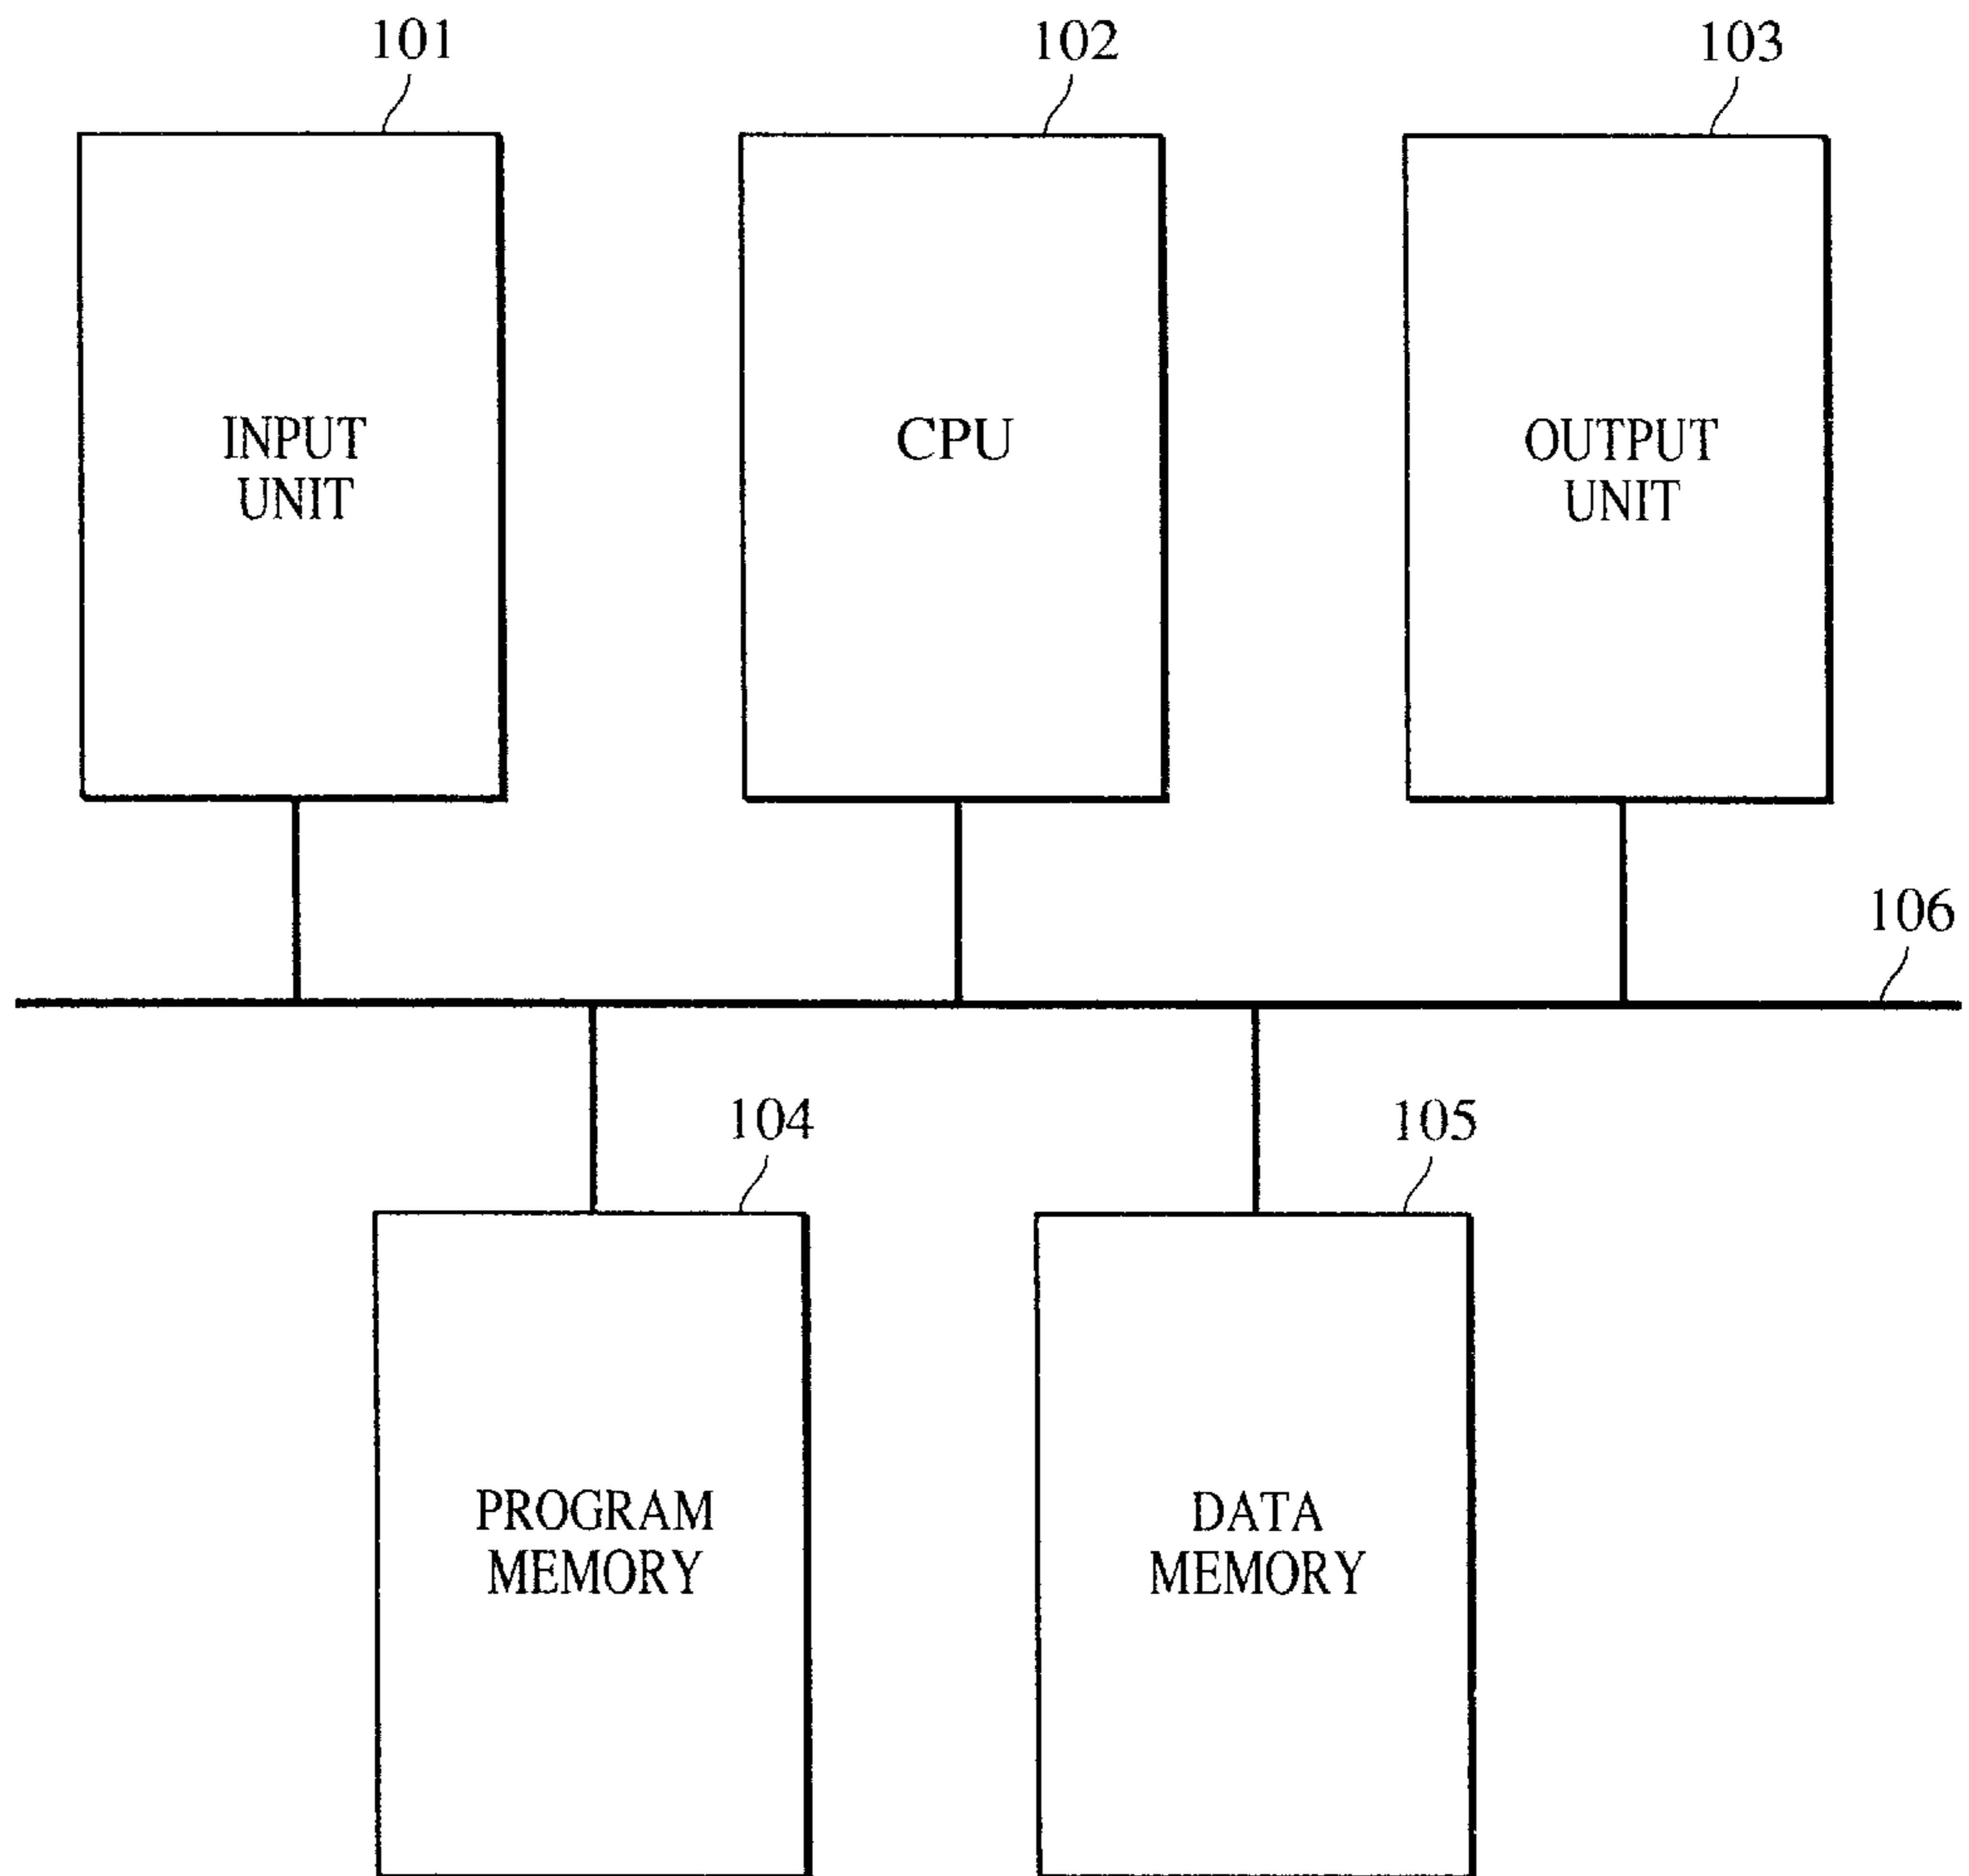 101
102
103
INPUT
UNIT
CPU
OUTPUT
UNIT
106
104
105
PROGRAM
MEMORY
DATA
MEMORY